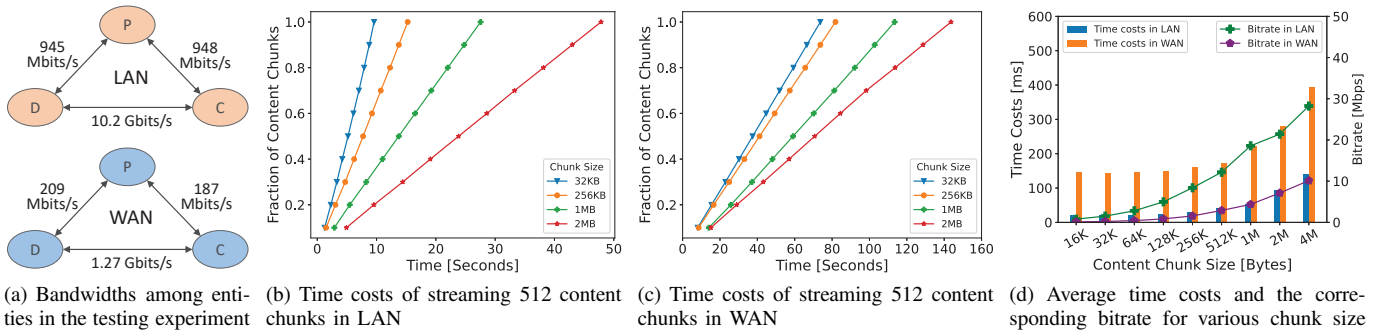 P
945
Mbits/s
948
Mbits/s
LAN
D
C
10.2 Gbits/s
P
209
Mbits/s
187
Mbits/s
WAN
D
C
1.27 Gbits/s
(a) Bandwidths among enti-
ties in the testing experiment
Fraction of Content Chunks
1.0
0.8
0.6
0.4
0.2
Chunk Size
32KB
256KB
1MB
2MB
0 10 20 30 40 50
Time [Seconds]
(b) Time costs of streaming 512 content
chunks in LAN
Fraction of Content Chunks
1.0
0.8
0.6
0.4
0.2
Chunk Size
32KB
256KB
1MB
2MB
0 20 40 60 80 100 120 140 160
Time [Seconds]
(c) Time costs of streaming 512 content
chunks in WAN
Time Costs [ms]
600
500
400
300
200
100
0
Time costs in LAN
Time costs in WAN
Bitrate in LAN
Bitrate in WAN
50
40
30
20
10
0
Bitrate [Mbps]
16K 32K 64K 128K 256K 512K 1M 2M 4M
Content Chunk Size [Bytes]
(d) Average time costs and the corre-
sponding bitrate for various chunk size